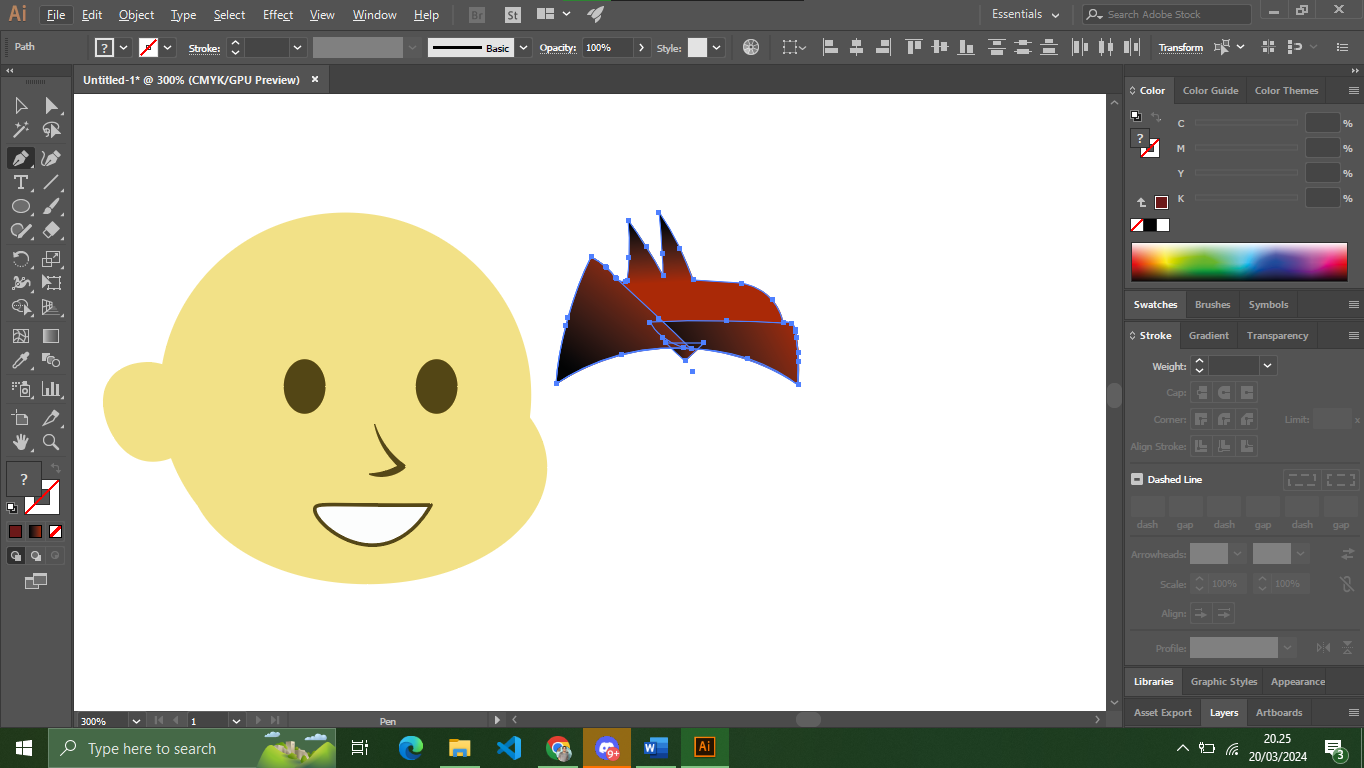 Ai File Edit Object Type Select Effect View Window Help Br St Essentials Search Adobe Stock
Path ? Stroke: Basic Opacity: 100% Style: Transform
Untitled-1* @ 300% (CMYK/GPU Preview) ×
Color Color Guide Color Themes
C %
? M %
Y %
K %
Swatches Brushes Symbols
Stroke Gradient Transparency
Weight:
Cap:
Corner: Limit: x
Align Stroke:
?
Dashed Line
dash gap dash gap dash gap
Arrowheads:
Scale: 100% 100%
Align:
Profile:
Libraries Graphic Styles Appearance
Asset Export Layers Artboards
300% 1 Pen
Type here to search
9+
Ai
20.25
20/03/2024
3